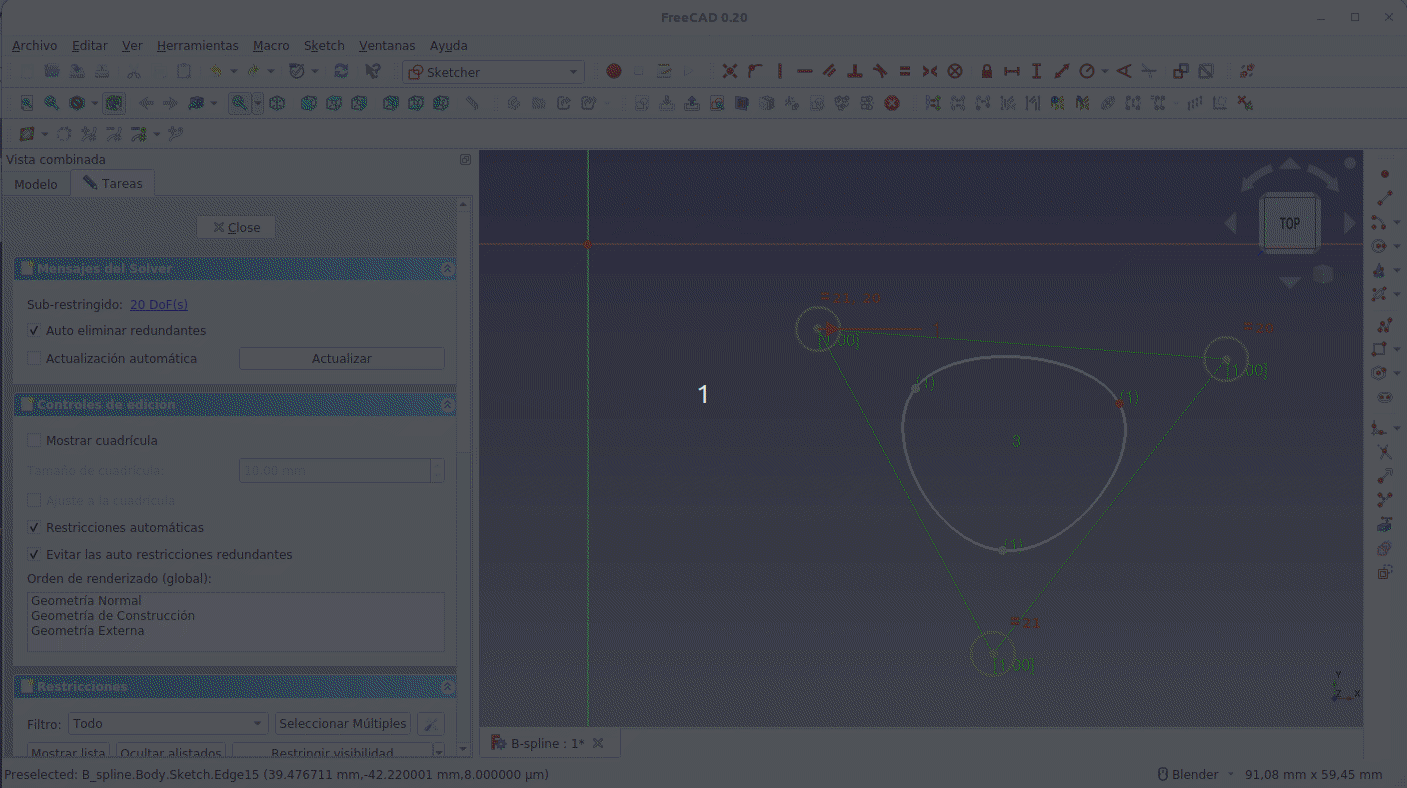 FreeCAD 0.20
Archivo Editar Ver Herramientas Macro Sketch Ventanas Ayuda
Sketcher
Vista combinada
Modelo Tareas
Close
Mensajes del Solver
Sub-restringido: 20 DoF(s)
Auto eliminar redundantes
Actualización automática Actualizar
Controles de edición
Mostrar cuadrícula
Tamaño de cuadrícula 10.00 mm
Ajuste a la cuadrícula
Restricciones automáticas
Evitar las auto restricciones redundantes
Orden de renderizado (global):
Geometría Normal
Geometría de Construcción
Geometría Externa
Restricciones
Filtro: Todo Seleccionar Múltiples
Mostrar lista Ocultar alistados Restringir visibilidad
TOP
[1.00]
[1.00]
(1)
(1)
1
3
(1)
[1.00]
Y
Z X
B-spline : 1*
Preselected: B_spline.Body.Sketch.Edge15 (39.476711 mm,-42.220001 mm,8.000000 μm)
Blender 91,08 mm x 59,45 mm